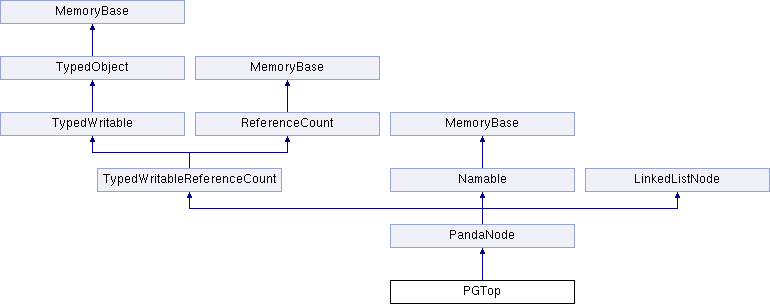 MemoryBase
TypedObject
MemoryBase
TypedWritable
ReferenceCount
MemoryBase
TypedWritableReferenceCount
Namable
LinkedListNode
PandaNode
PGTop